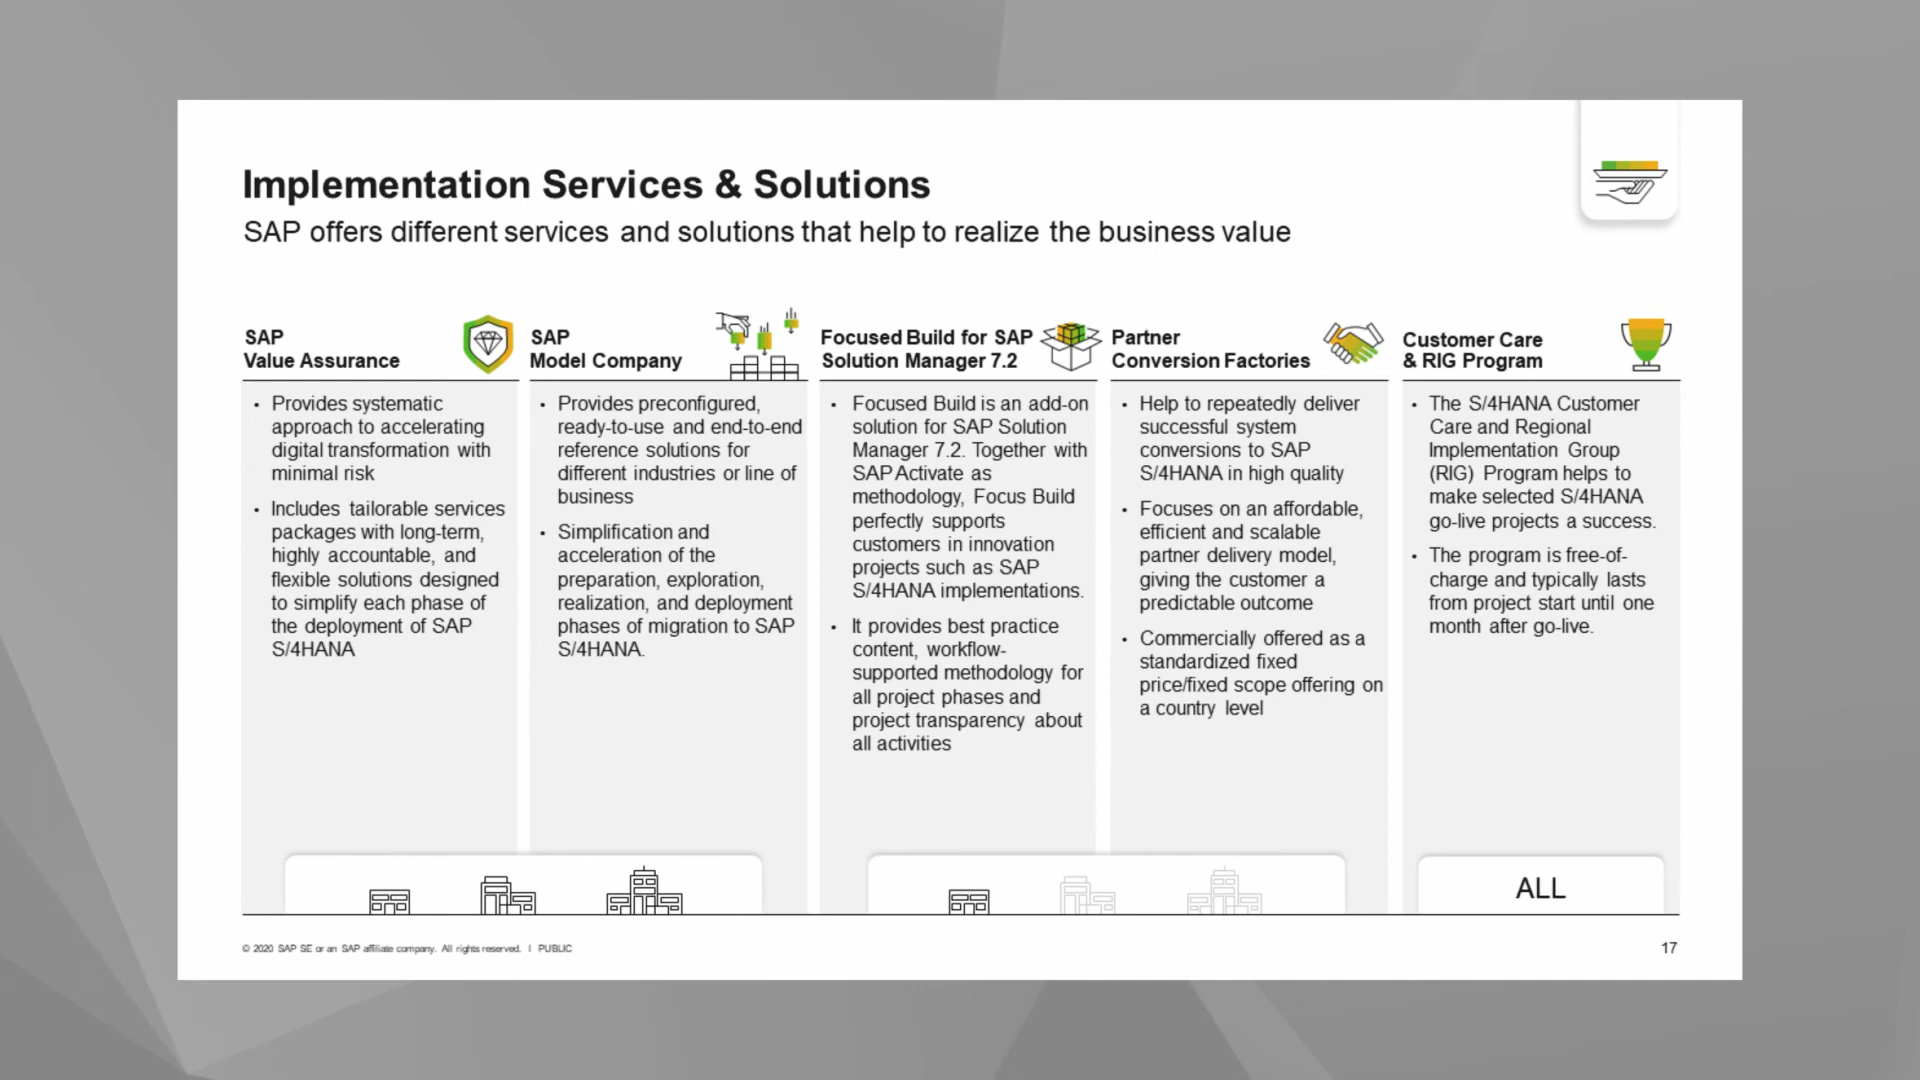 Implementation Services & Solutions
SAP offers different services and solutions that help to realize the business value
SAP
Value Assurance
• Provides systematic
approach to accelerating
digital transformation with
minimal risk
• Includes tailorable services
packages with long-term,
highly accountable, and
flexible solutions designed
to simplify each phase of
the deployment of SAP
S/4HANA
SAP
Model Company
• Provides preconfigured,
ready-to-use and end-to-end
reference solutions for
different industries or line of
business
• Simplification and
acceleration of the
preparation, exploration,
realization, and deployment
phases of migration to SAP
S/4HANA.
Focused Build for SAP
Solution Manager 7.2
• Focused Build is an add-on
solution for SAP Solution
Manager 7.2. Together with
SAP Activate as
methodology, Focus Build
perfectly supports
customers in innovation
projects such as SAP
S/4HANA implementations.
• It provides best practice
content, workflow-
supported methodology for
all project phases and
project transparency about
all activities
Partner
Conversion Factories
• Help to repeatedly deliver
successful system
conversions to SAP
S/4HANA in high quality
• Focuses on an affordable,
efficient and scalable
partner delivery model,
giving the customer a
predictable outcome
• Commercially offered as a
standardized fixed
price/fixed scope offering on
a country level
Customer Care
& RIG Program
• The S/4HANA Customer
Care and Regional
Implementation Group
(RIG) Program helps to
make selected S/4HANA
go-live projects a success.
• The program is free-of-
charge and typically lasts
from project start until one
month after go-live.
ALL
© 2020 SAP SE or an SAP affiliate company. All rights reserved. I PUBLIC
17